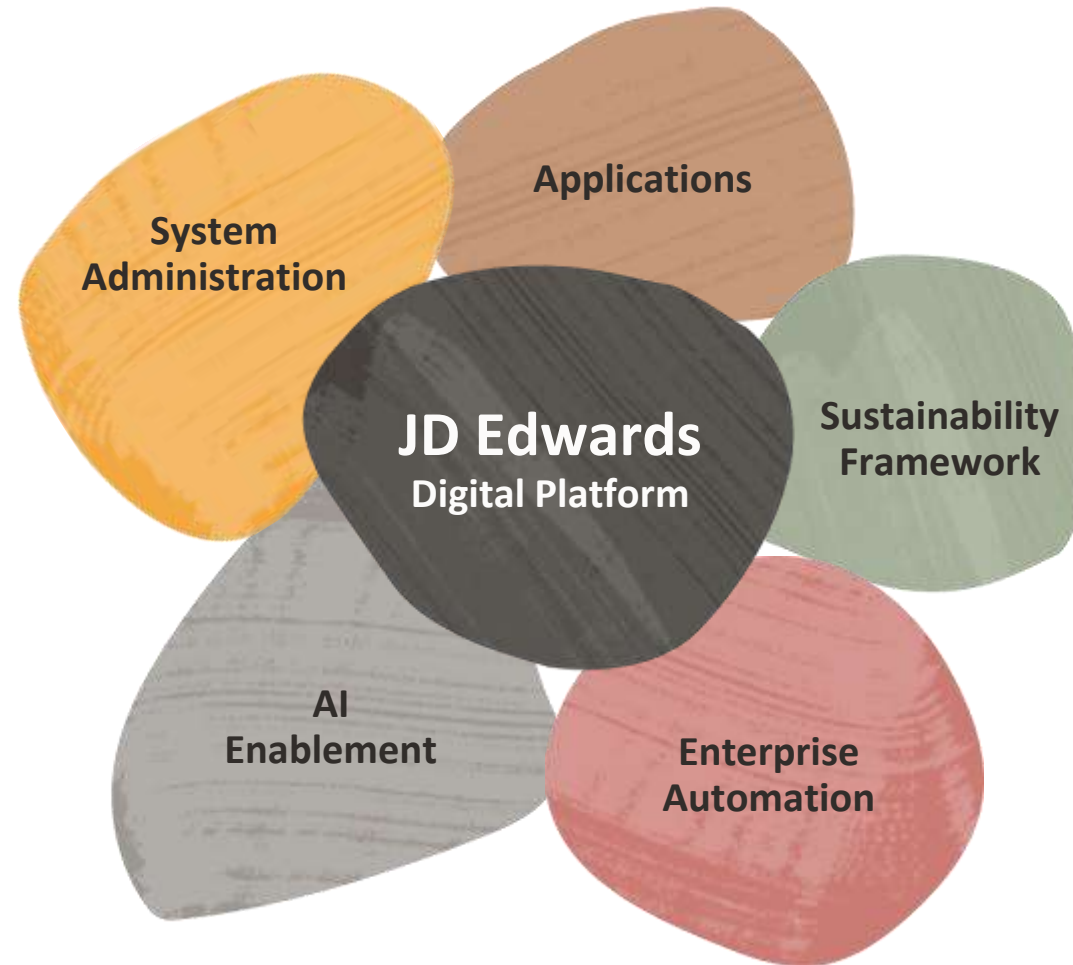 Applications
System
Administration
JD Edwards
Digital Platform
Sustainability
Framework
AI
Enablement
Enterprise
Automation